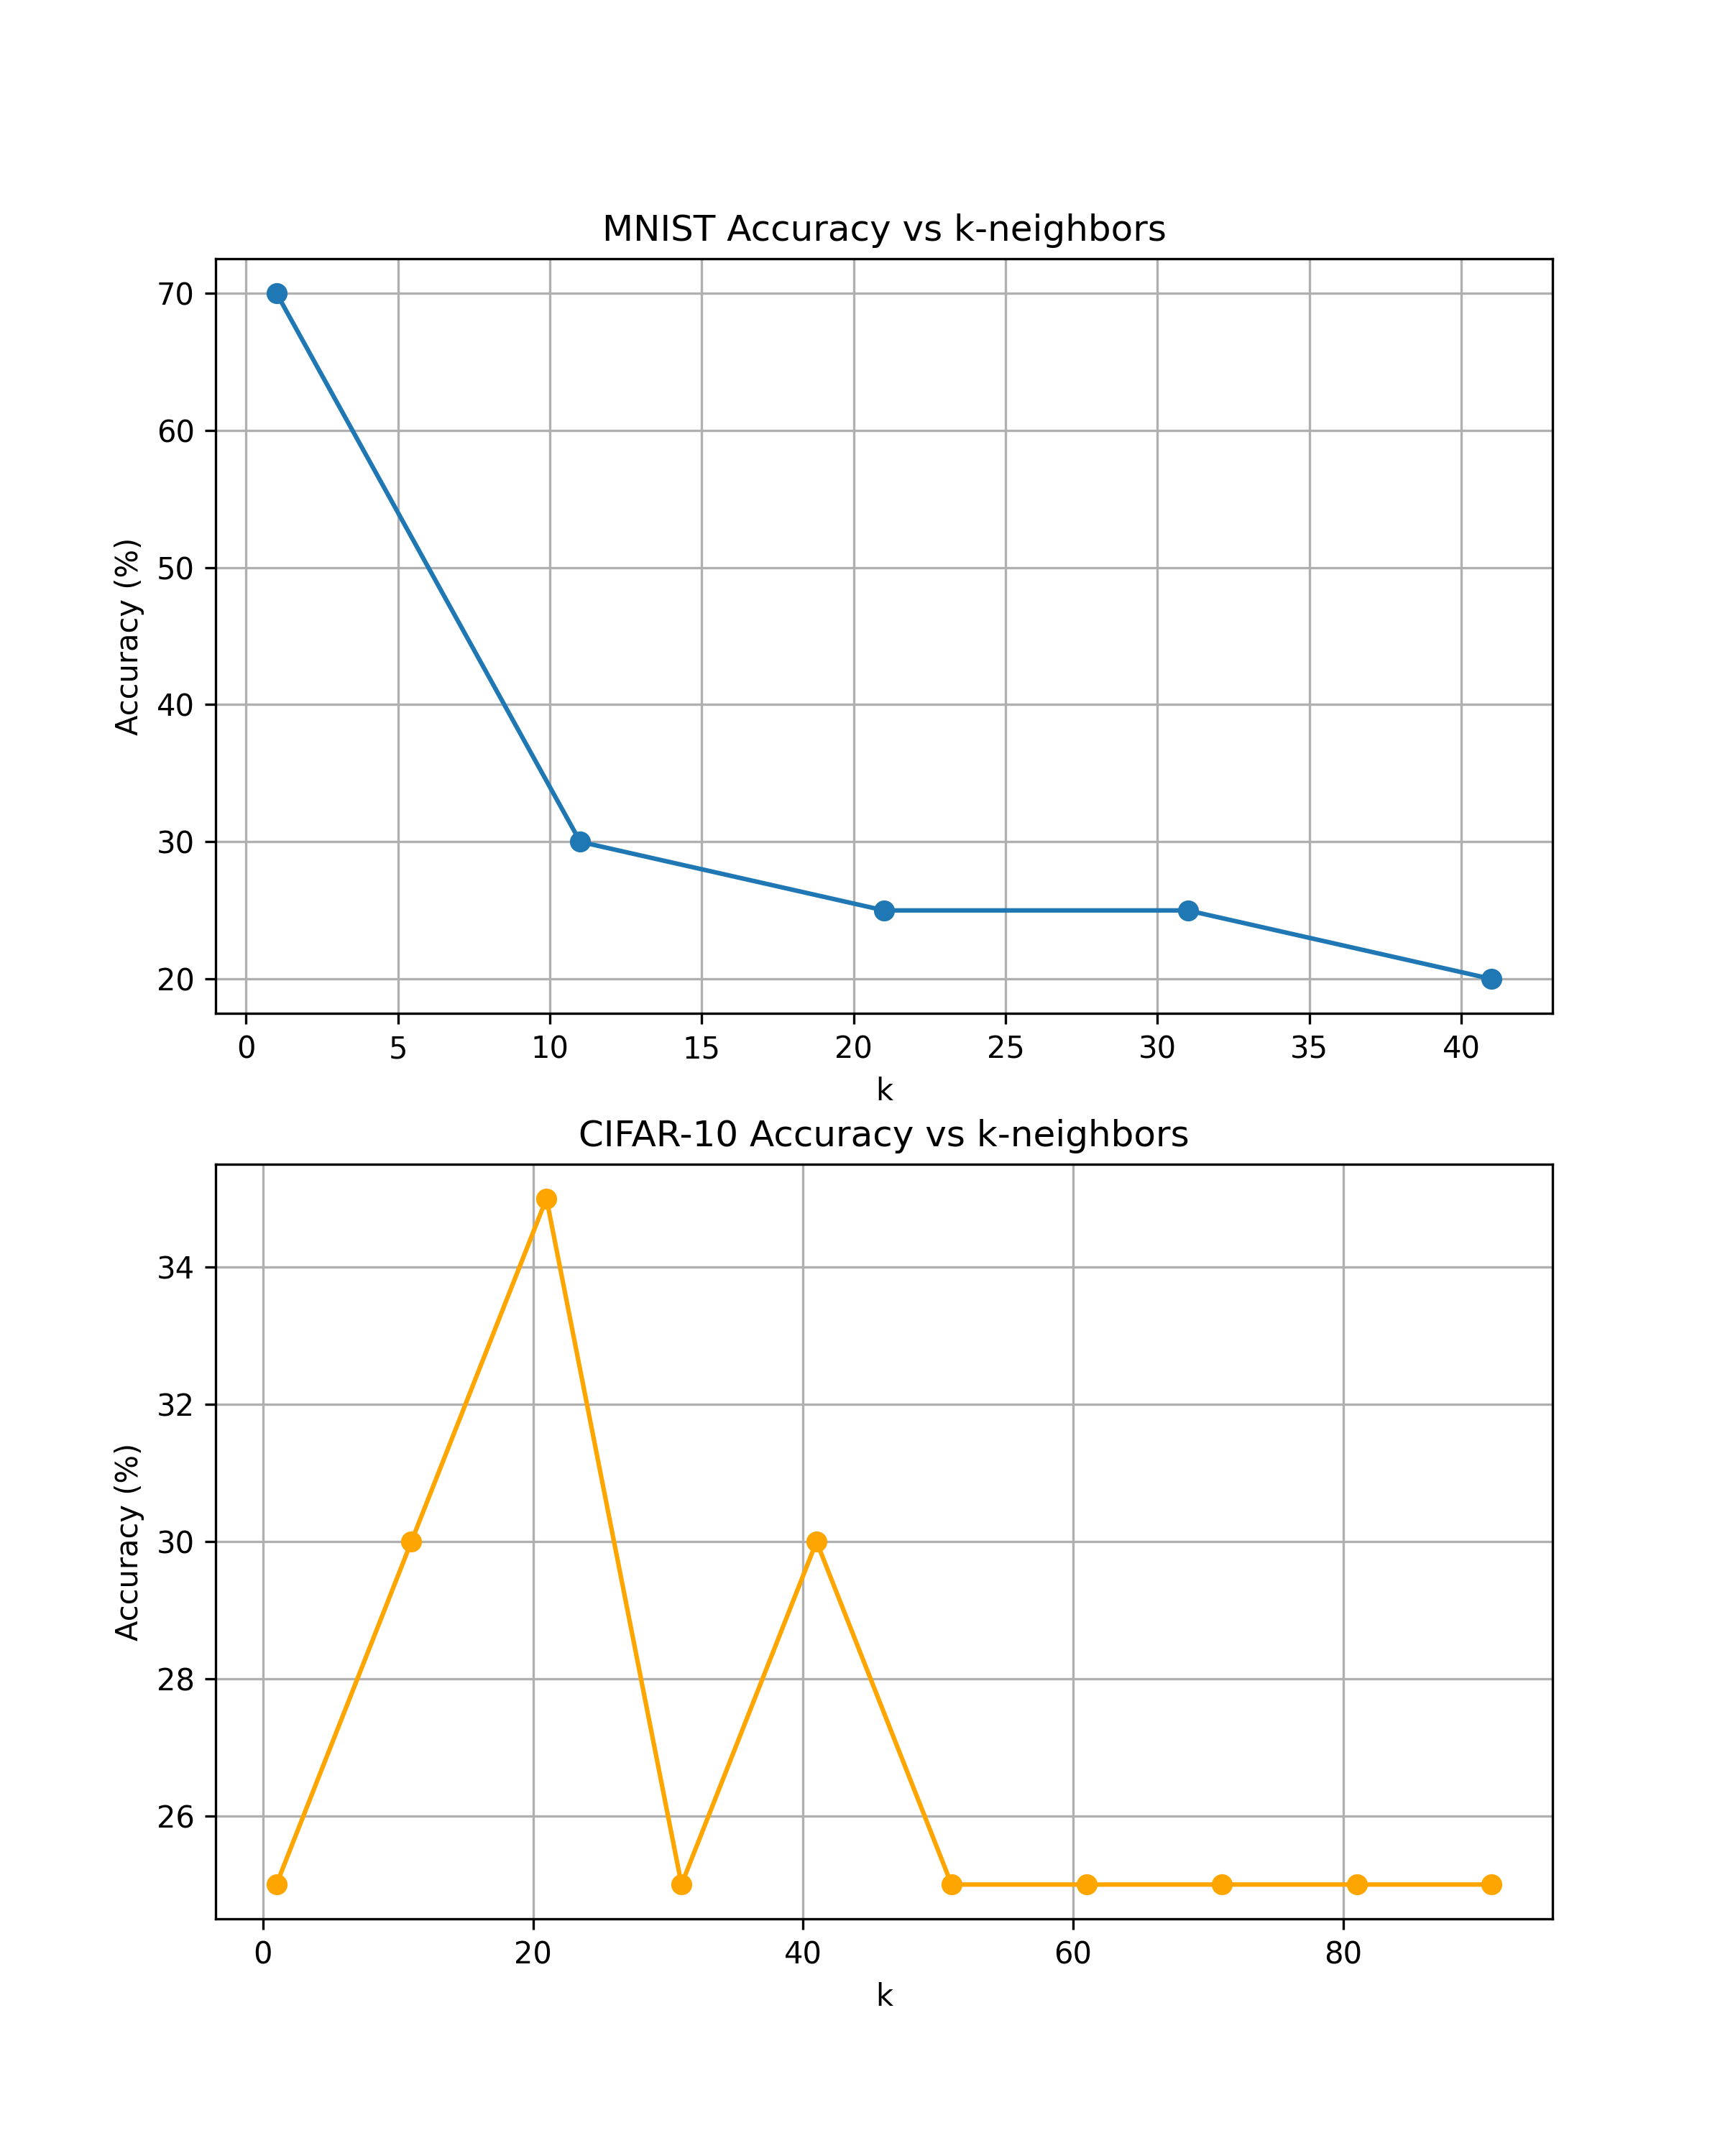 MNIST Accuracy vs k-neighbors
Accuracy (%)
70
60
50
40
30
20
0 5 10 15 20 25 30 35 40
k
CIFAR-10 Accuracy vs k-neighbors
Accuracy (%)
34
32
30
28
26
0 20 40 60 80
k